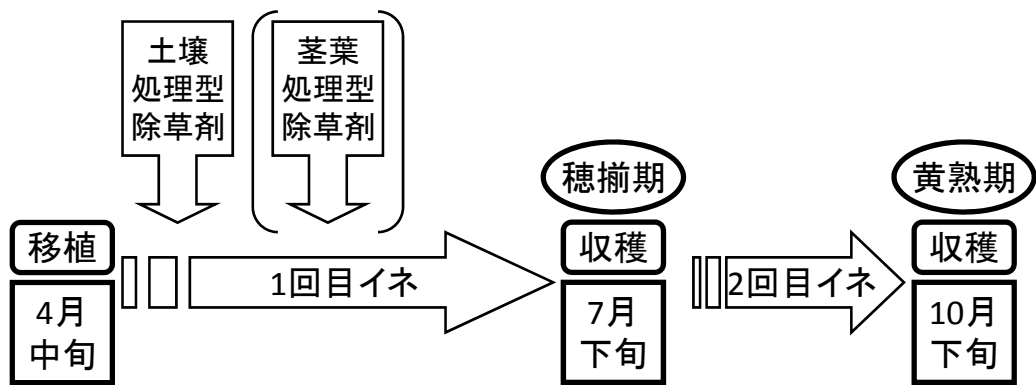 土壌
処理型
除草剤
茎葉
処理型
除草剤
穂揃期
黄熟期
移植
1回目イネ
収穫
2回目イネ
収穫
4月
中旬
7月
下旬
10月
下旬